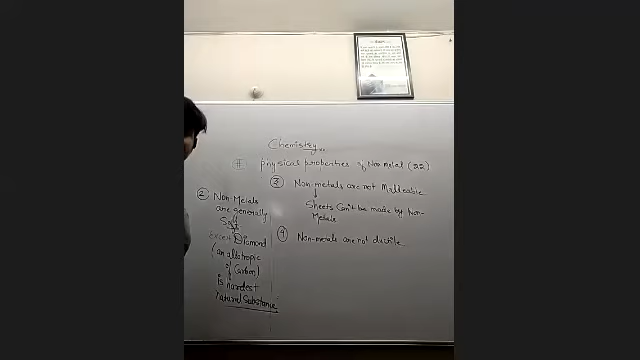 Chemistry...
# Physical properties of Non Metal (22)
② Non Metals
are generally
Soft
Except Diamond
(an allotropic
of Carbon)
is hardest
natural Substance
③ Non-metals are not Malleable
Sheets Can't be made by Non-
Metals
④ Non-metals are not ductile